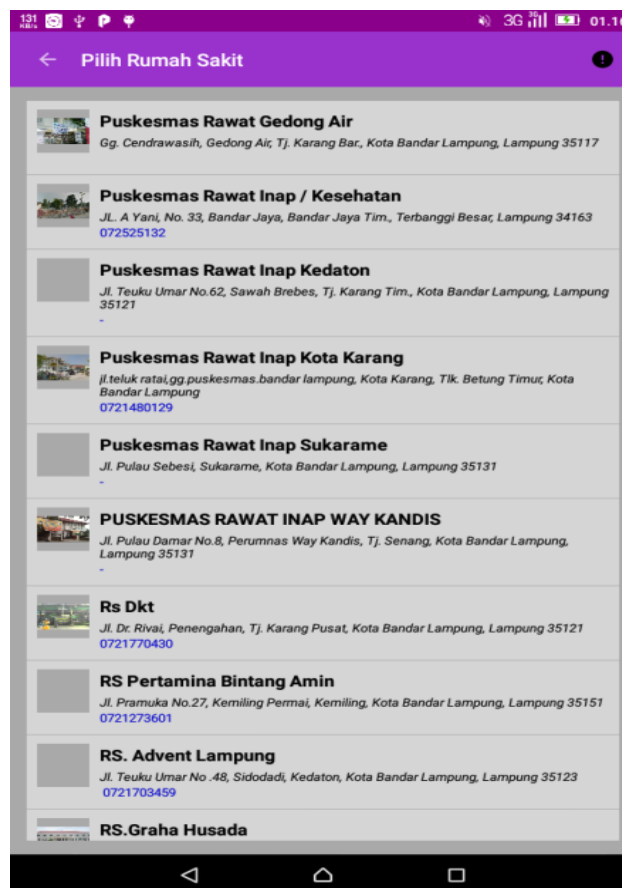 131
KB/s
3G 3G
01.1
Pilih Rumah Sakit
!
Puskesmas Rawat Gedong Air
Gg. Cendrawasih, Gedong Air, Tj. Karang Bar., Kota Bandar Lampung, Lampung 35117
Puskesmas Rawat Inap / Kesehatan
JL. A Yani, No. 33, Bandar Jaya, Bandar Jaya Tim., Terbanggi Besar, Lampung 34163
072525132
Puskesmas Rawat Inap Kedaton
Jl. Teuku Umar No.62, Sawah Brebes, Tj. Karang Tim., Kota Bandar Lampung, Lampung
35121
-
Puskesmas Rawat Inap Kota Karang
jl.teluk ratai,gg.puskesmas.bandar lampung, Kota Karang, Tlk. Betung Timur, Kota
Bandar Lampung
0721480129
Puskesmas Rawat Inap Sukarame
Jl. Pulau Sebesi, Sukarame, Kota Bandar Lampung, Lampung 35131
-
PUSKESMAS RAWAT INAP WAY KANDIS
Jl. Pulau Damar No.8, Perumnas Way Kandis, Tj. Senang, Kota Bandar Lampung,
Lampung 35131
-
Rs Dkt
Jl. Dr. Rivai, Penengahan, Tj. Karang Pusat, Kota Bandar Lampung, Lampung 35121
0721770430
RS Pertamina Bintang Amin
Jl. Pramuka No.27, Kemiling Permai, Kemiling, Kota Bandar Lampung, Lampung 35151
0721273601
RS. Advent Lampung
Jl. Teuku Umar No .48, Sidodadi, Kedaton, Kota Bandar Lampung, Lampung 35123
0721703459
RS.Graha Husada